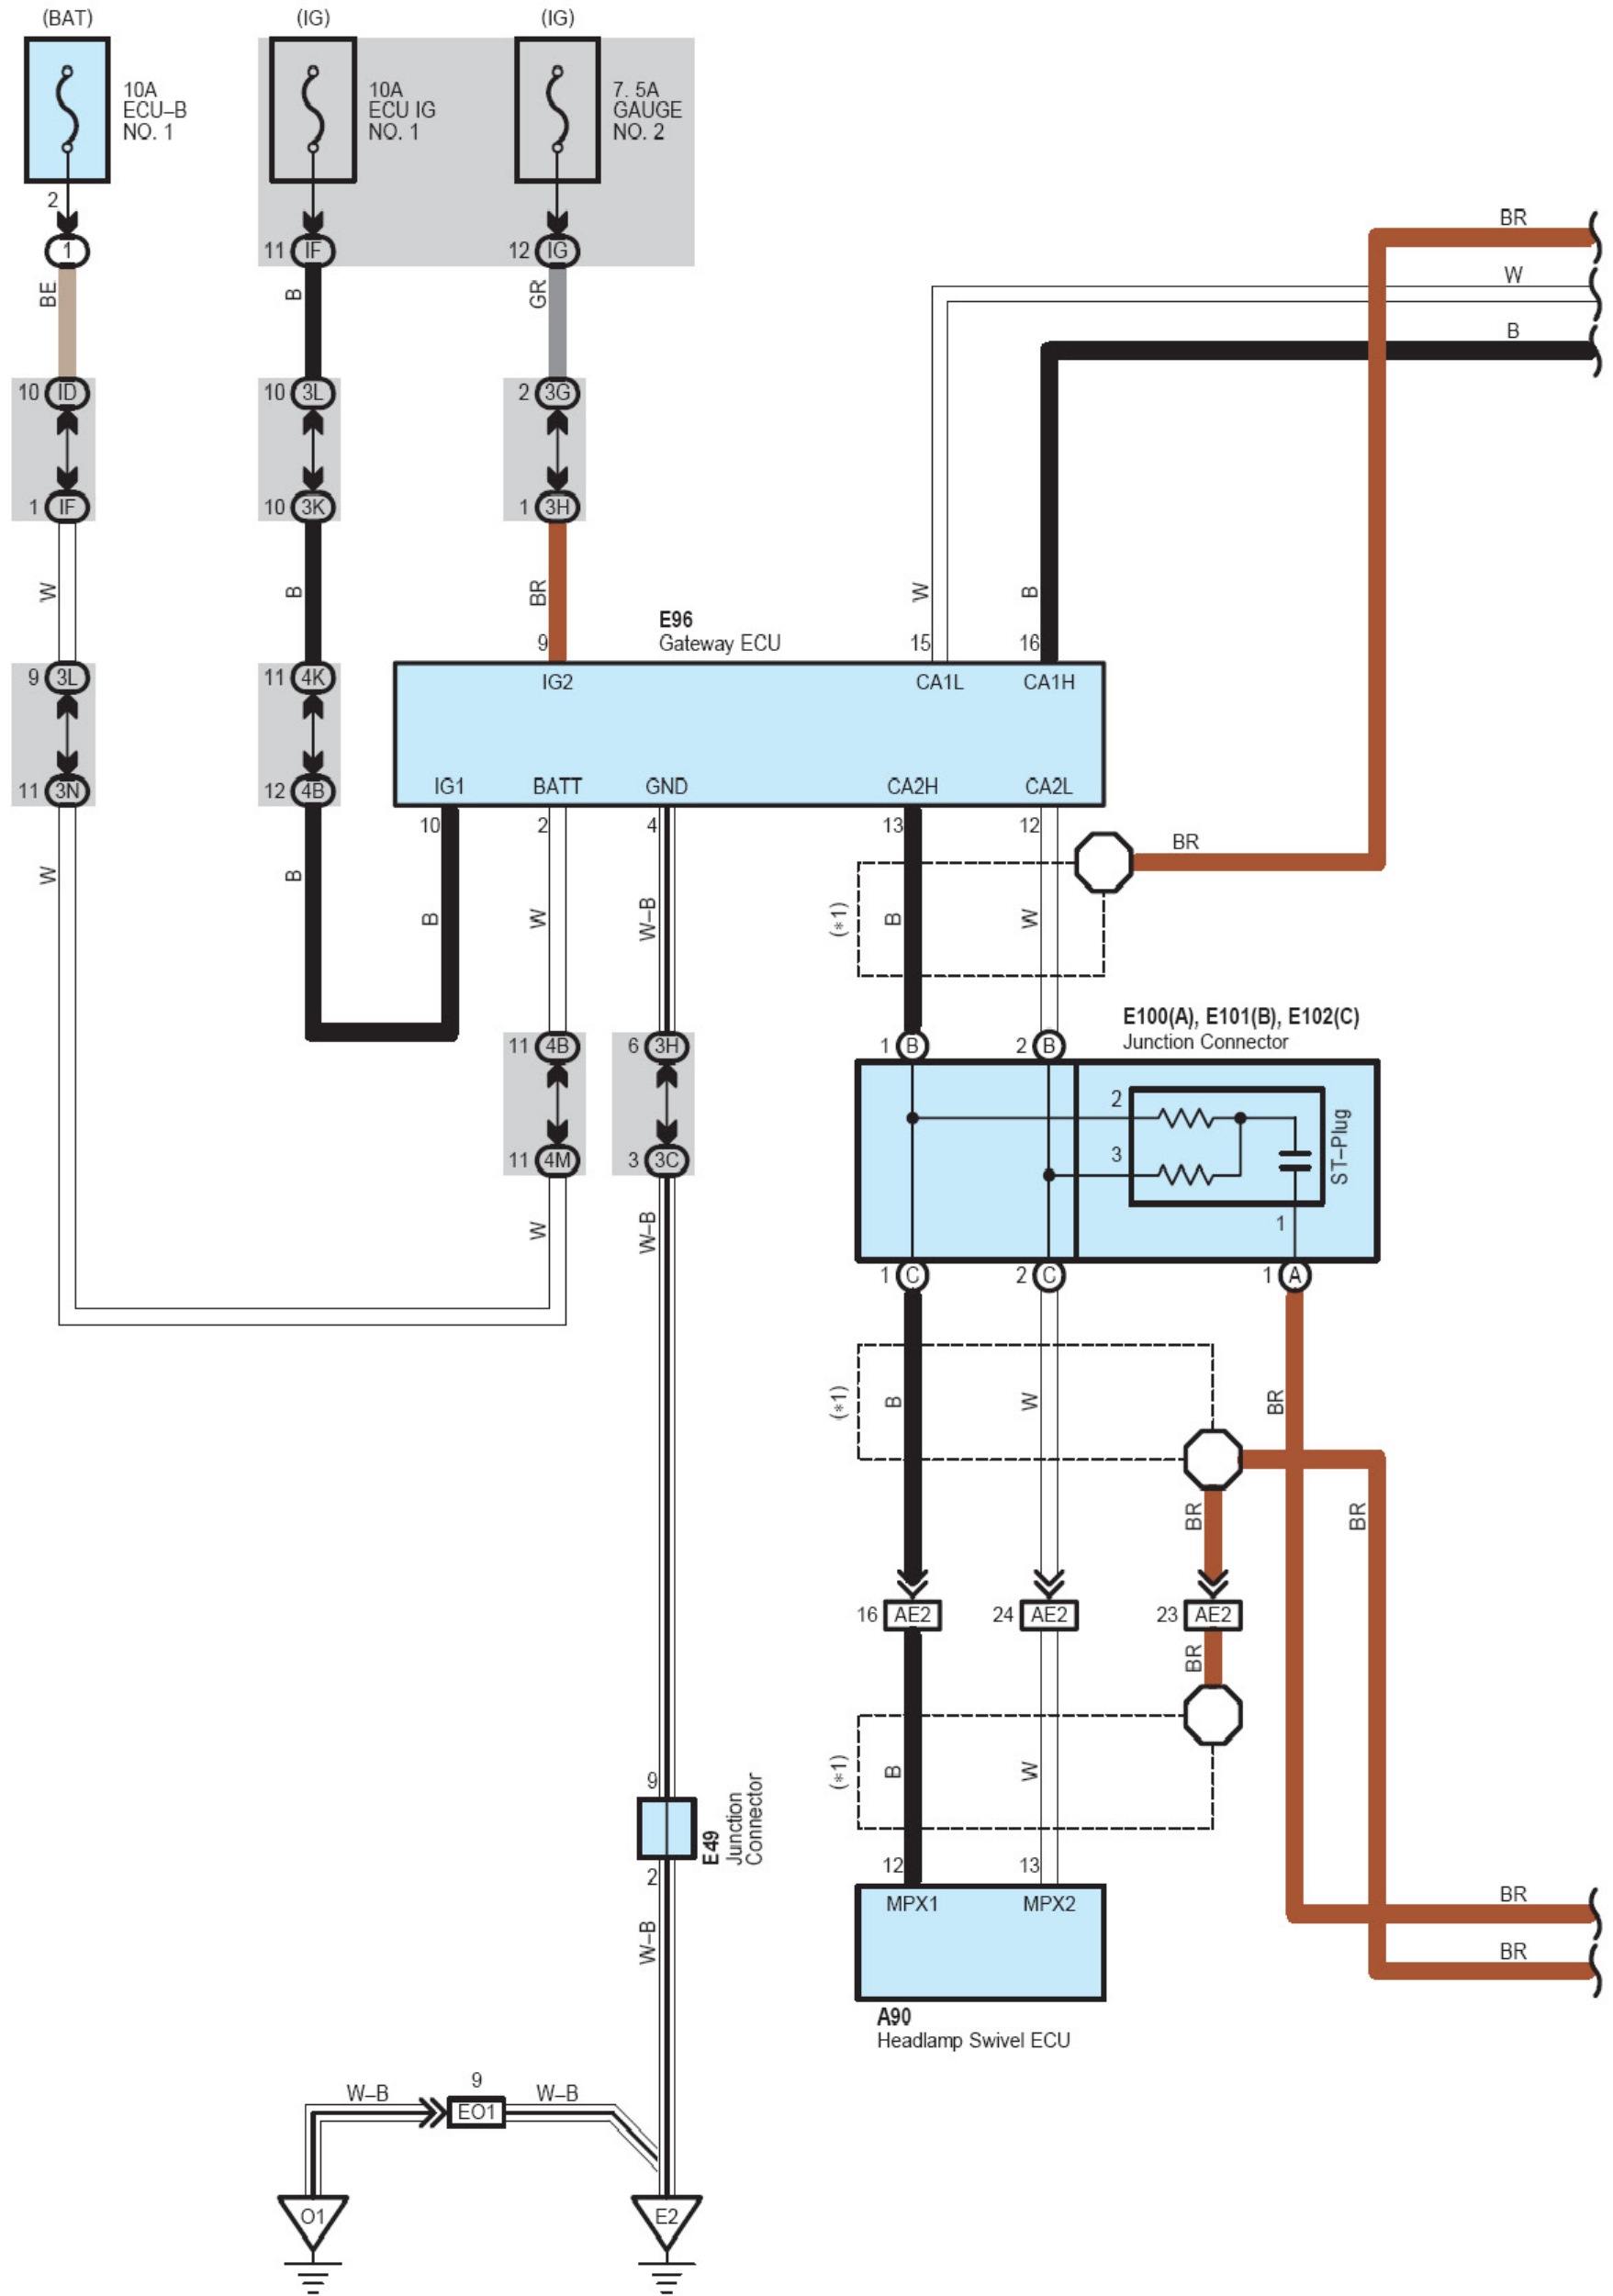 (BAT)
(IG)
(IG)
10A
ECU–B
NO. 1
10A
ECU IG
NO. 1
7. 5A
GAUGE
NO. 2
2
1
11 IF
12 IG
BR
W
B
BE
B
GR
10 ID
10 3L
2 3G
1 IF
10 3K
1 3H
W
B
BR
W
B
E96
Gateway ECU
9
15
16
9 3L
11 4K
IG2
CA1L
CA1H
11 3N
12 4B
IG1
BATT
GND
CA2H
CA2L
10
2
4
13
12
BR
W
B
B
W
W–B
(*1)
B
W
E100(A), E101(B), E102(C)
Junction Connector
11 4B
6 3H
1 B
2 B
2
3
ST–Plug
11 4M
3 3C
1
W
W–B
1 C
2 C
1 A
(*1)
B
W
BR
BR
BR
16 AE2
24 AE2
23 AE2
BR
(*1)
B
W
9
E49
Junction
Connector
2
12
13
MPX1
MPX2
BR
W–B
BR
A90
Headlamp Swivel ECU
W–B
9
EO1
W–B
O1
E2